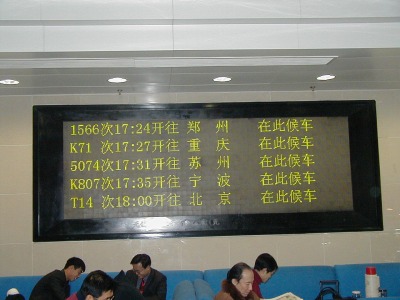 1566次17:24开往 郑 州 在此候车
K71 次17:27开往 重 庆 在此候车
5074次17:31开往 苏 州 在此候车
K807次17:35开往 宁 波 在此候车
T14 次18:00开往 北 京 在此候车